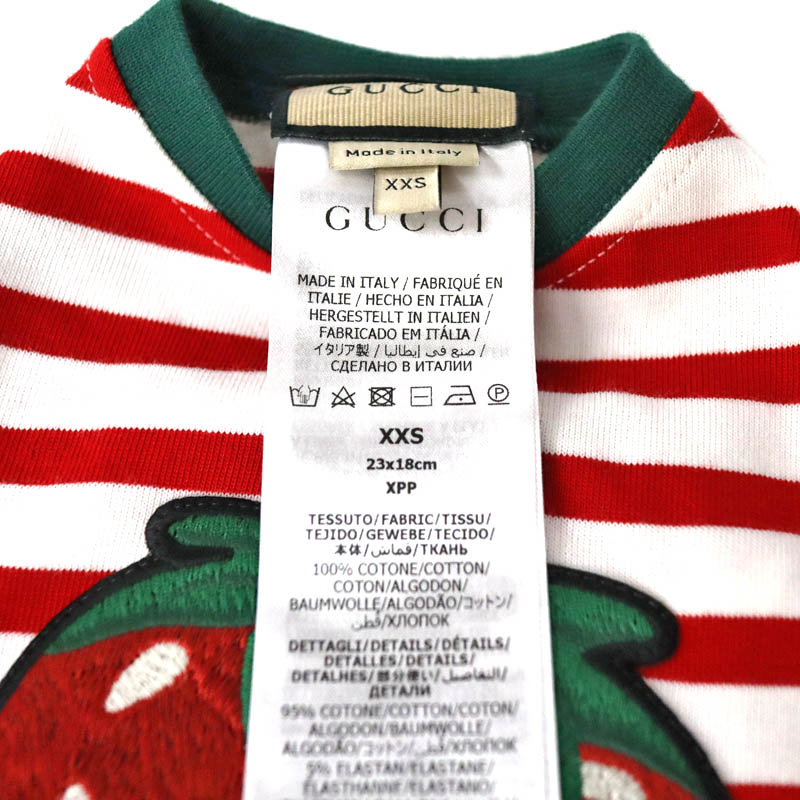 GUCCI
Made in Italy
XXS
GUCCI
MADE IN ITALY / FABRIQUÉ EN
ITALIE / HECHO EN ITALIA /
HERGESTELLT IN ITALIEN /
FABRICADO EM ITÁLIA /
イタリア製 / صنع في إيطاليا /
СДЕЛАНО В ИТАЛИИ
XXS
23x18cm
XPP
TESSUTO/FABRIC/TISSU/
TEJIDO/GEWEBE/TECIDO/
本体/قماش/ТКАНЬ
100% COTONE/COTTON/
COTON/ALGODON/
BAUMWOLLE/ALGODÃO/コットン/
قطن/ХЛОПОК
DETTAGLI/DETAILS/DÉTAILS/
DETALLES/DETAILS/
DETALHES/部分使い/التفاصيل/
ДЕТАЛИ
95% COTONE/COTTON/COTON/
ALGODON/BAUMWOLLE/
ALGODÃO/コットン/قطن/ХЛОПОК
5% ELASTAN/ELASTANE/
ELASTHANNE/ELASTANO/